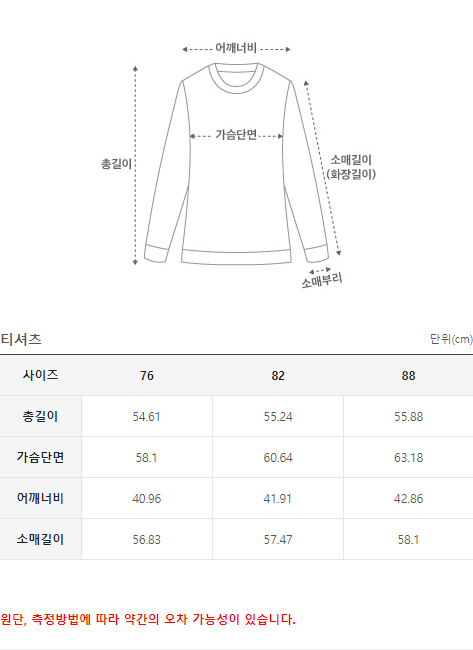 어깨너비
가슴단면
총길이
소매길이
(화장길이)
소매부리
티셔츠 단위(cm)
사이즈 76 82 88
총길이 54.61 55.24 55.88
가슴단면 58.1 60.64 63.18
어깨너비 40.96 41.91 42.86
소매길이 56.83 57.47 58.1
원단, 측정방법에 따라 약간의 오차 가능성이 있습니다.